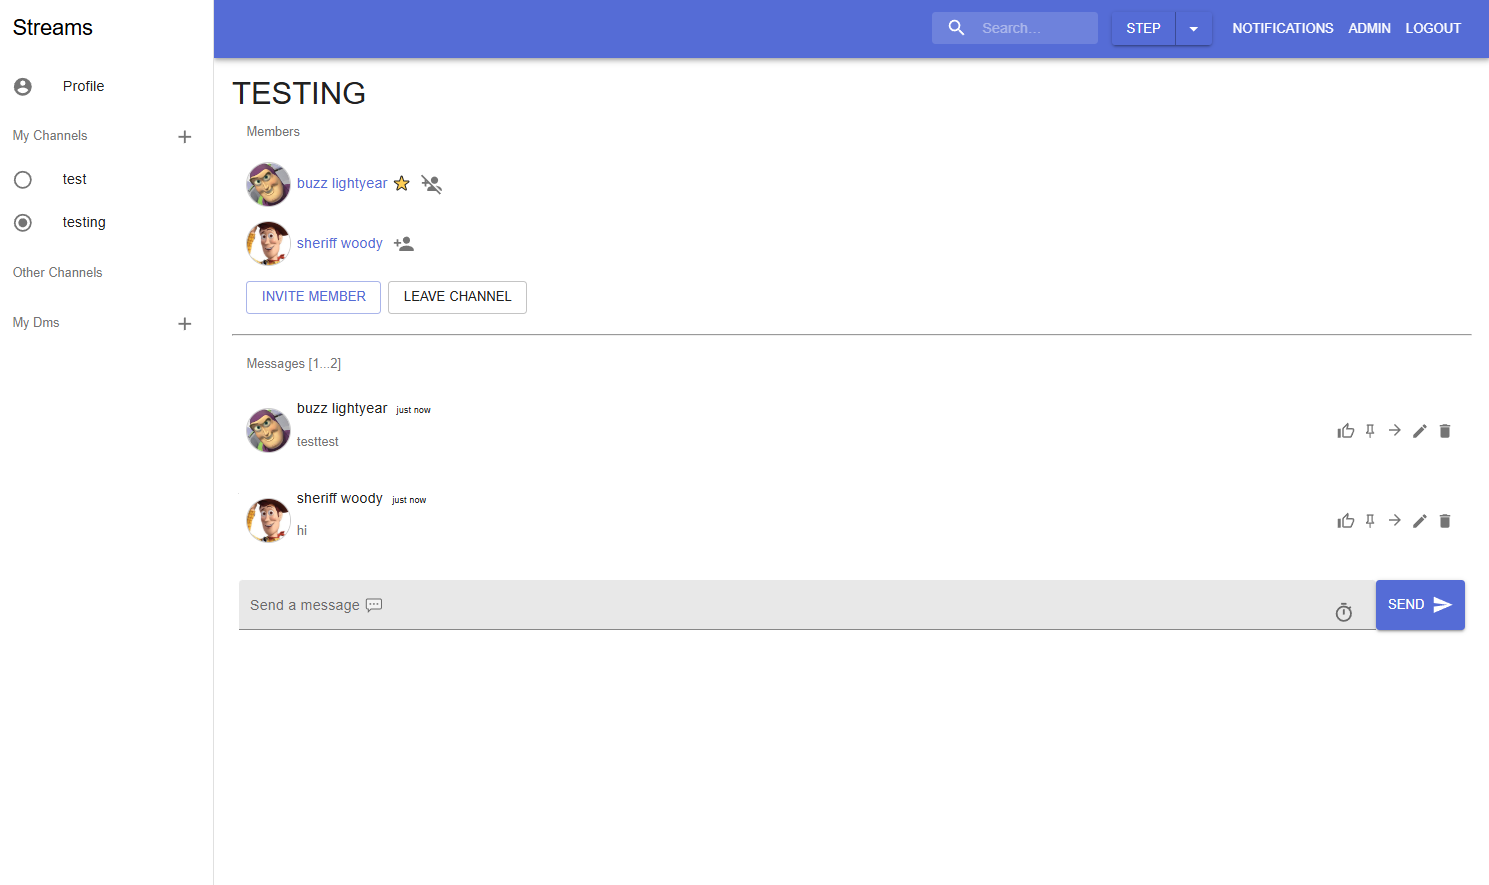 Streams
Search...
STEP
NOTIFICATIONS
ADMIN
LOGOUT
Profile
My Channels
test
testing
Other Channels
My Dms
TESTING
Members
buzz lightyear
sheriff woody
INVITE MEMBER
LEAVE CHANNEL
Messages [1...2]
buzz lightyear just now
testtest
sheriff woody just now
hi
Send a message
SEND